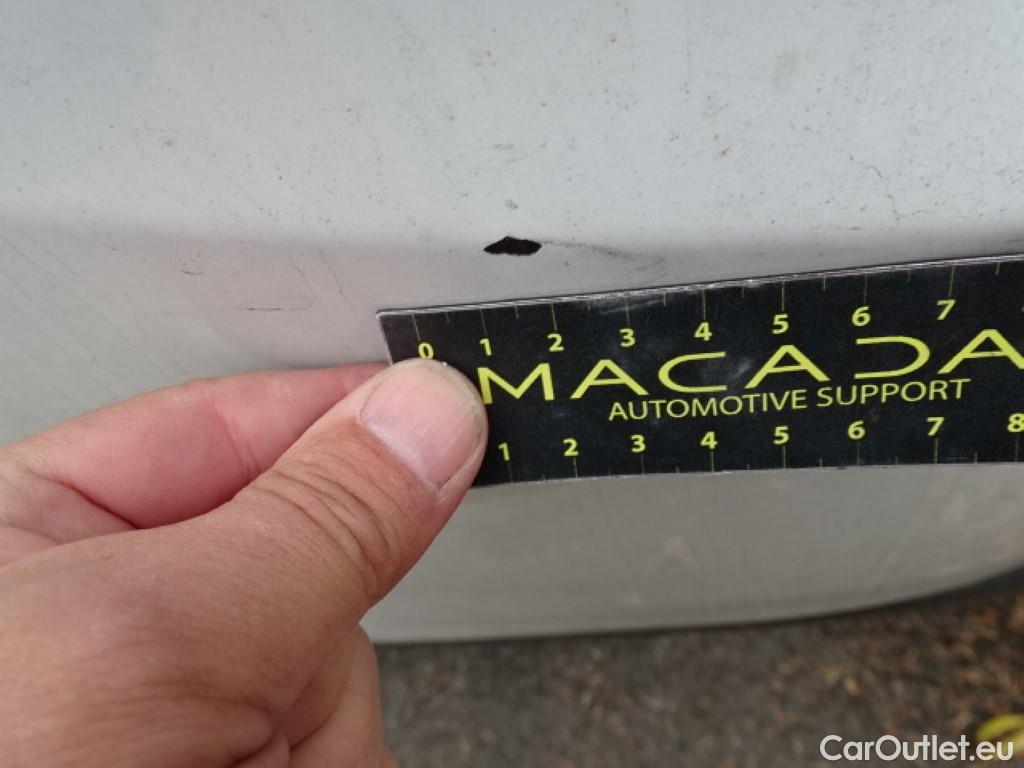 0 1 2 3 4 5 6 7
MACADA
AUTOMOTIVE SUPPORT
1 2 3 4 5 6 7 8
CarOutlet.eu